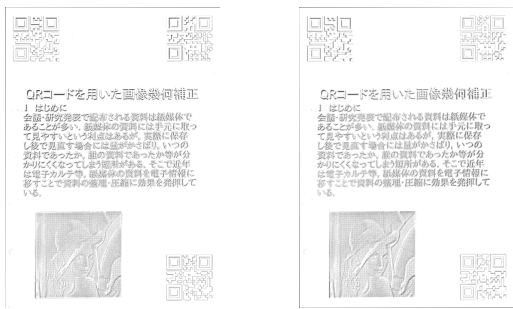 QRコードを用いた画像幾何補正
1 はじめに
会議・研究発表で配布される資料は紙媒体で
あることが多い．紙媒体の資料には手元に取っ
て見やすいという利点はあるが，実際に保存
し後で見直す場合には量がかさばり，いつの
資料であったか，誰の資料であったか等が分
かりにくくなってしまう短所がある．そこで近年
は電子カルテ等，紙媒体の資料を電子情報に
移すことで資料の整理・圧縮に効果を発揮して
いる．
QRコードを用いた画像幾何補正
1 はじめに
会議・研究発表で配布される資料は紙媒体で
あることが多い．紙媒体の資料には手元に取っ
て見やすいという利点はあるが，実際に保存
し後で見直す場合には量がかさばり，いつの
資料であったか，誰の資料であったか等が分
かりにくくなってしまう短所がある．そこで近年
は電子カルテ等，紙媒体の資料を電子情報に
移すことで資料の整理・圧縮に効果を発揮して
いる．